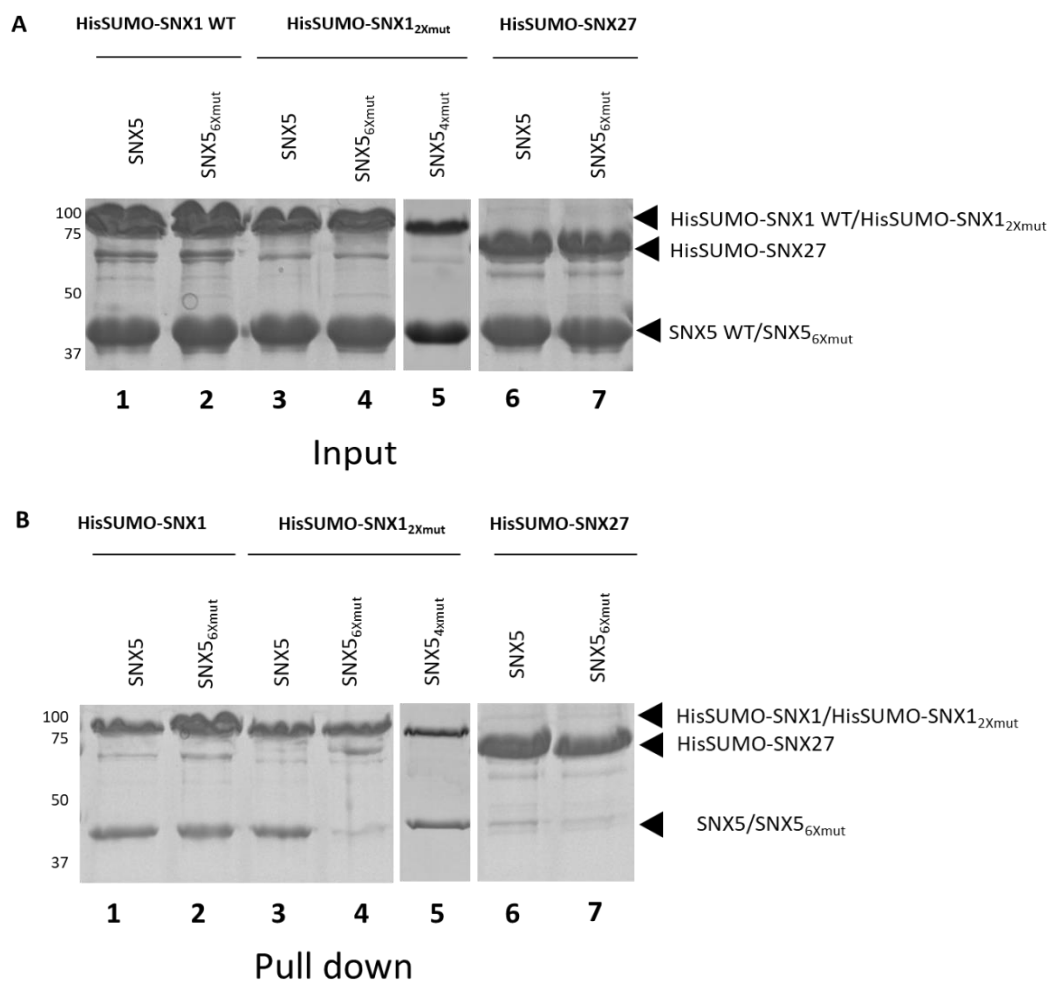 A
HisSUMO-SNX1 WT HisSUMO-SNX1₂Xmut HisSUMO-SNX27
SNX5 SNX5₆Xmut SNX5 SNX5₆Xmut SNX5₄xmut SNX5 SNX5₆Xmut
100
75
50
37
HisSUMO-SNX1 WT/HisSUMO-SNX1₂Xmut
HisSUMO-SNX27
SNX5 WT/SNX5₆Xmut
1 2 3 4 5 6 7
Input
B
HisSUMO-SNX1 HisSUMO-SNX1₂Xmut HisSUMO-SNX27
SNX5 SNX5₆Xmut SNX5 SNX5₆Xmut SNX5₄xmut SNX5 SNX5₆Xmut
100
75
50
37
HisSUMO-SNX1/HisSUMO-SNX1₂Xmut
HisSUMO-SNX27
SNX5/SNX5₆Xmut
1 2 3 4 5 6 7
Pull down